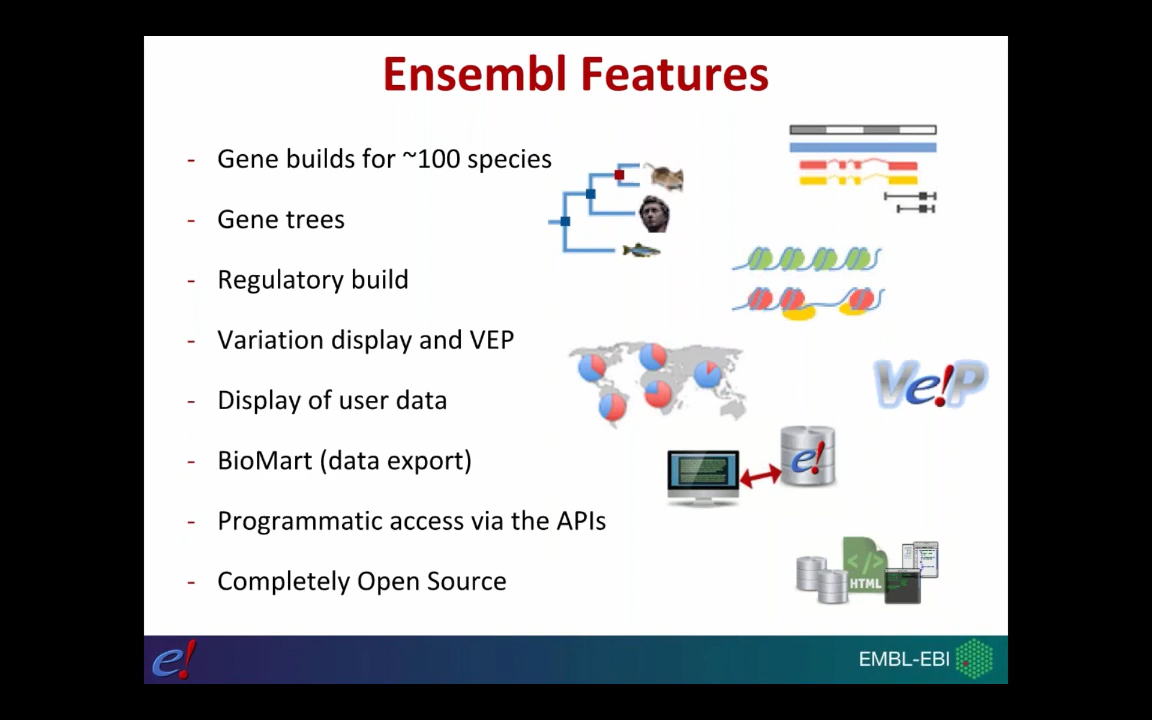 Ensembl Features
- Gene builds for ~100 species
- Gene trees
- Regulatory build
- Variation display and VEP
- Display of user data
- BioMart (data export)
- Programmatic access via the APIs
- Completely Open Source
Ve!P
e!
</>
HTML
e!
EMBL-EBI